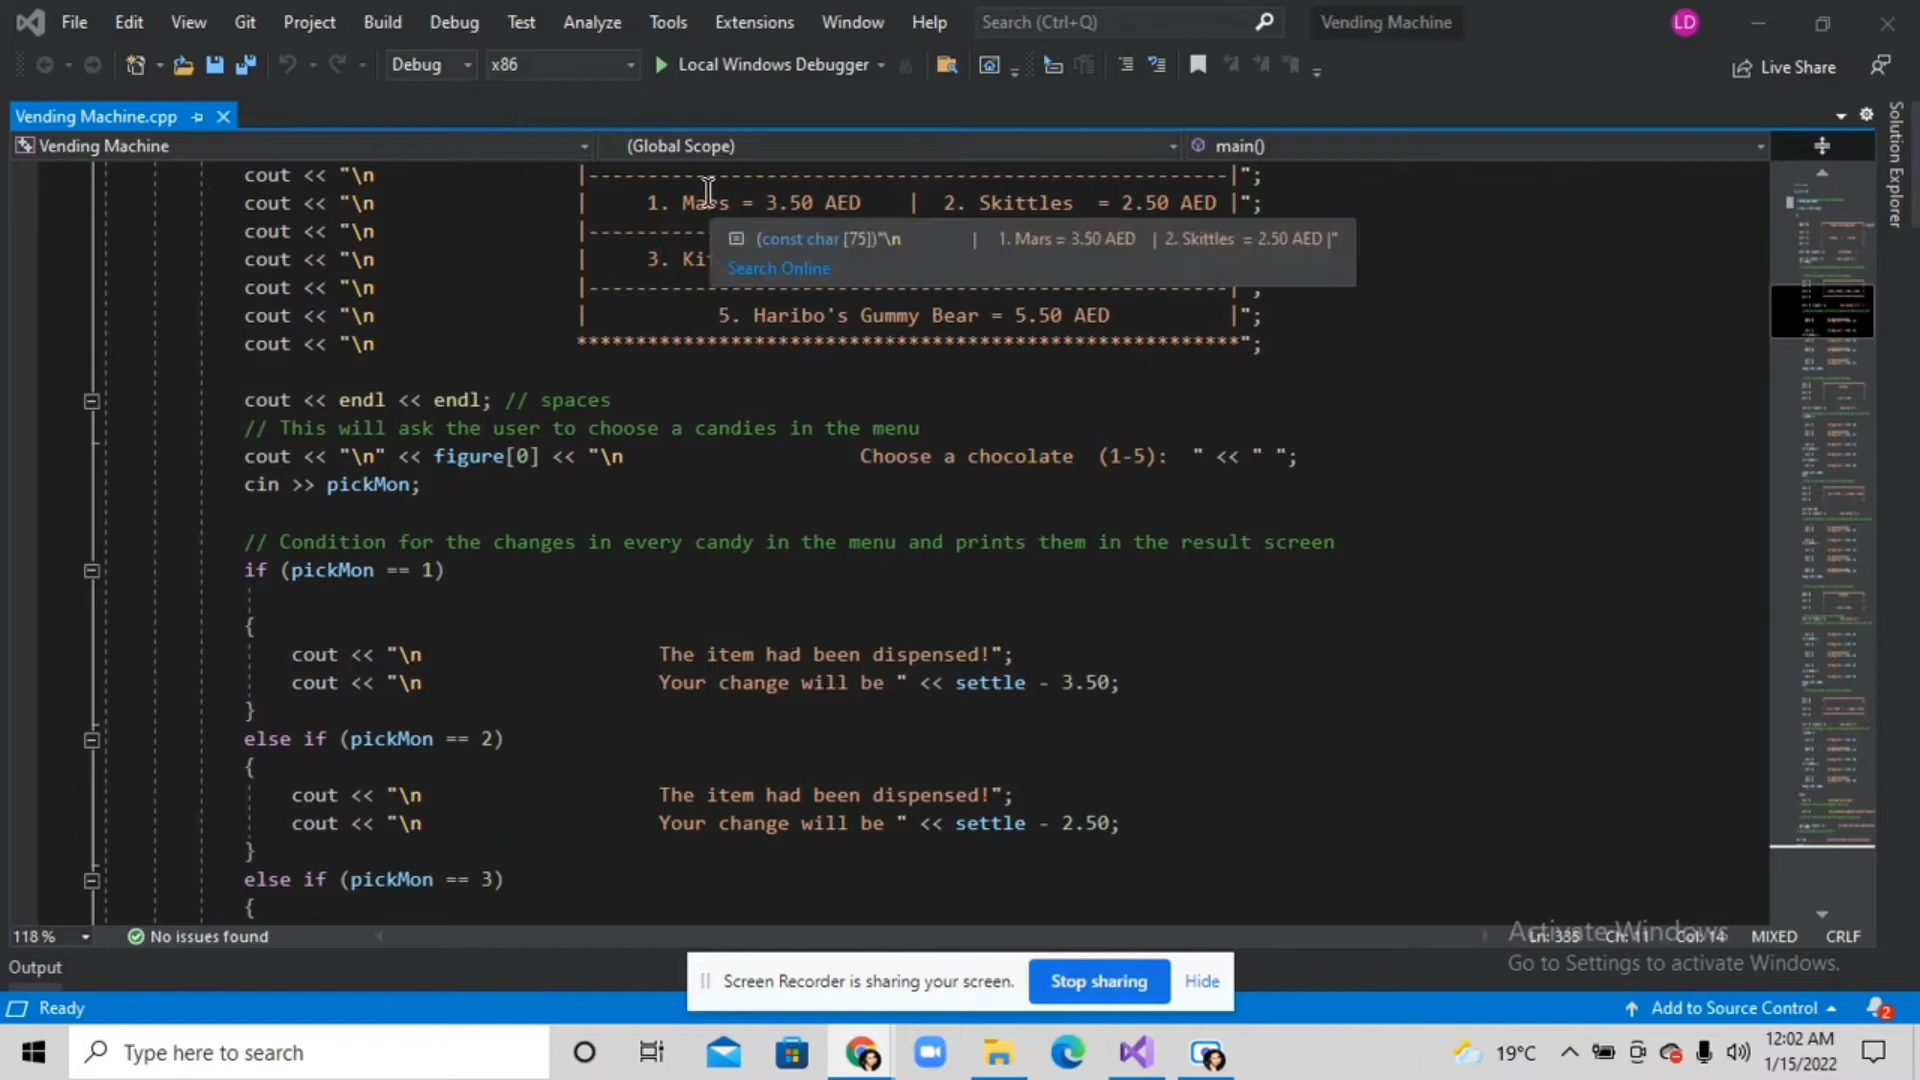 File Edit View Git Project Build Debug Test Analyze Tools Extensions Window Help Search (Ctrl+Q) Vending Machine LD
Debug x86 Local Windows Debugger Live Share
Vending Machine.cpp
Vending Machine (Global Scope) main()
Solution Explorer
cout << "\n |------------------------------------------------------|";
cout << "\n | 1. Mars = 3.50 AED | 2. Skittles = 2.50 AED |";
cout << "\n |-----------
(const char [75])"\n | 1. Mars = 3.50 AED | 2. Skittles = 2.50 AED |"
cout << "\n | 3. Ki
Search Online
cout << "\n |------------------------------------------------------|";
cout << "\n | 5. Haribo's Gummy Bear = 5.50 AED |";
cout << "\n ********************************************************";
cout << endl << endl; // spaces
// This will ask the user to choose a candies in the menu
cout << "\n" << figure[0] << "\n Choose a chocolate (1-5): " << " ";
cin >> pickMon;
// Condition for the changes in every candy in the menu and prints them in the result screen
if (pickMon == 1)
{
cout << "\n The item had been dispensed!";
cout << "\n Your change will be " << settle - 3.50;
}
else if (pickMon == 2)
{
cout << "\n The item had been dispensed!";
cout << "\n Your change will be " << settle - 2.50;
}
else if (pickMon == 3)
{
118 % No issues found Ln: 335 Ch: 11 Col: 14 MIXED CRLF
Activate Windows
Go to Settings to activate Windows.
Output
Screen Recorder is sharing your screen. Stop sharing Hide
Ready Add to Source Control 2
Type here to search 19°C 12:02 AM
1/15/2022